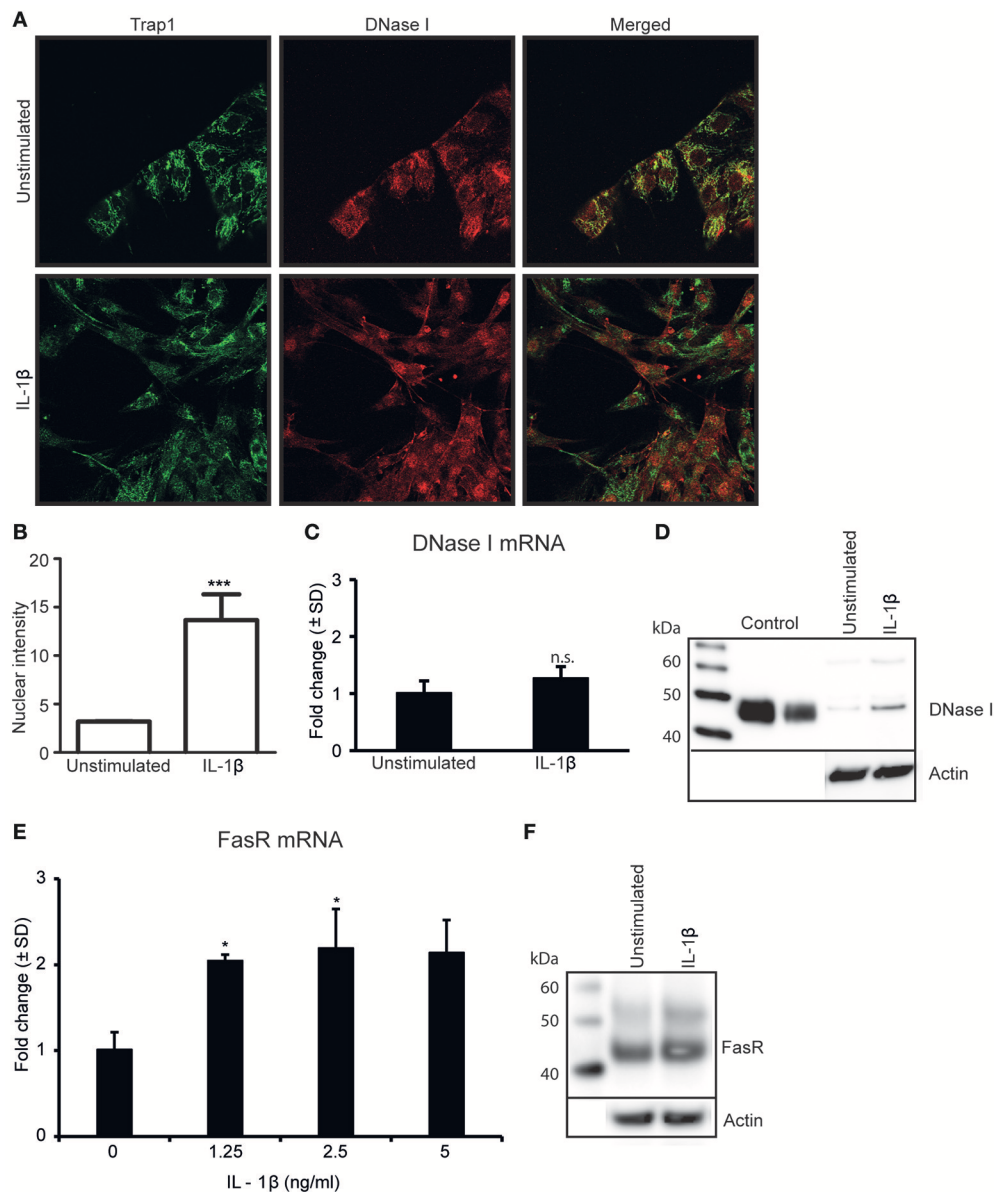 A
Trap1 DNase I Merged
Unstimulated
IL-1β
B
Nuclear intensity
20
15
10
5
0
***
Unstimulated IL-1β
C
DNase I mRNA
Fold change (± SD)
3
2
1
0
n.s.
Unstimulated IL-1β
D
Unstimulated
IL-1β
kDa Control
60
50
40
DNase I
Actin
E
FasR mRNA
Fold change (± SD)
3
2
1
0
* *
0 1.25 2.5 5
IL - 1β (ng/ml)
F
Unstimulated
IL-1β
kDa
60
50
40
FasR
Actin